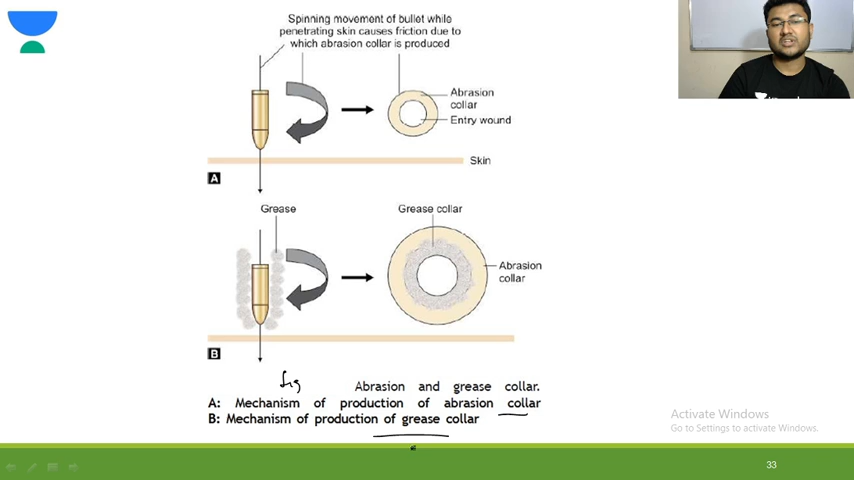 Spinning movement of bullet while
penetrating skin causes friction due to
which abrasion collar is produced
Abrasion
collar
Entry wound
Skin
A
Grease
Grease collar
Abrasion
collar
B
fig
Abrasion and grease collar.
A: Mechanism of production of abrasion collar
B: Mechanism of production of grease collar
Activate Windows
Go to Settings to activate Windows.
33